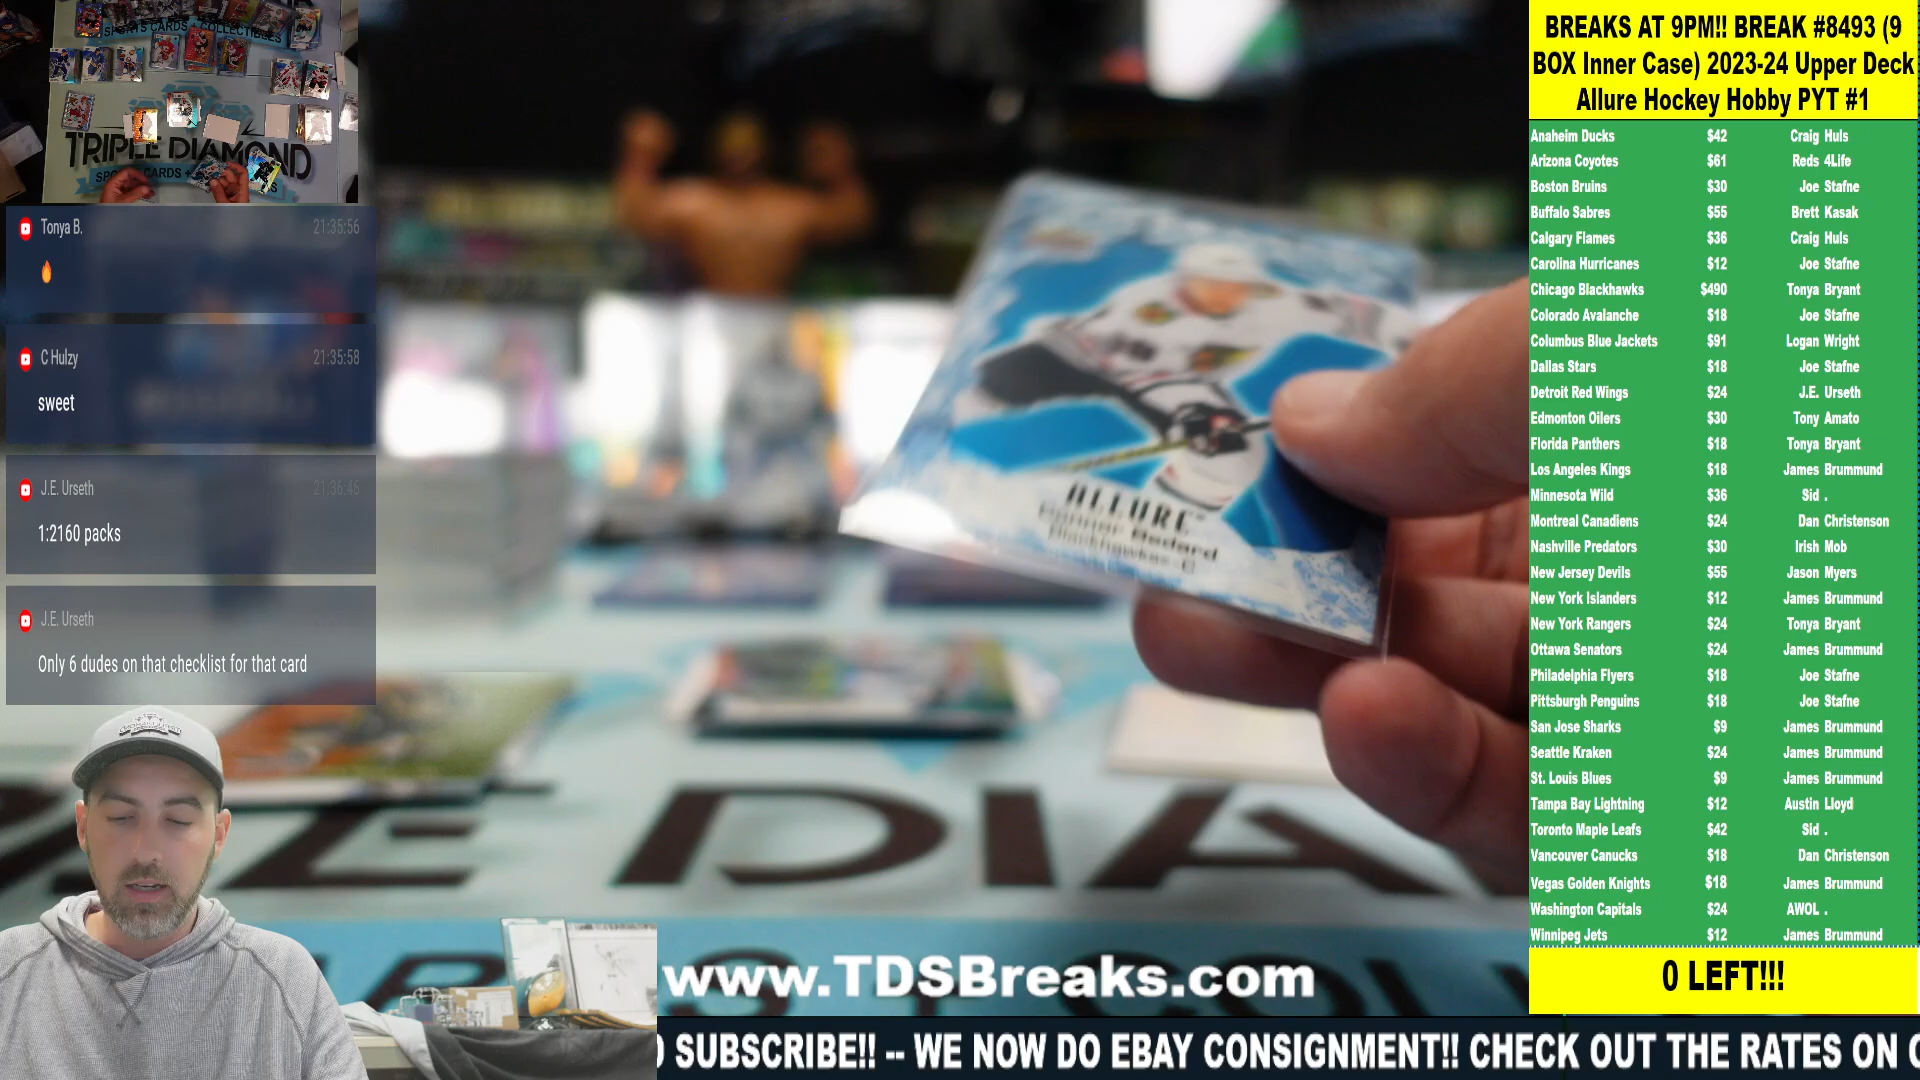 SPORTS CARDS + COLLECTIBLES
TRIPLE DIAMOND
Tonya B. 21:35:56
🔥
C Hulzy 21:35:58
sweet
J.E. Urseth 21:36:46
1:2160 packs
J.E. Urseth
Only 6 dudes on that checklist for that card
ALLURE
Connor Bedard
Blackhawks - C
www.TDSBreaks.com
SUBSCRIBE!! -- WE NOW DO EBAY CONSIGNMENT!! CHECK OUT THE RATES ON
BREAKS AT 9PM!! BREAK #8493 (9
BOX Inner Case) 2023-24 Upper Deck
Allure Hockey Hobby PYT #1
Anaheim Ducks $42 Craig Huls
Arizona Coyotes $61 Reds 4Life
Boston Bruins $30 Joe Stafne
Buffalo Sabres $55 Brett Kasak
Calgary Flames $36 Craig Huls
Carolina Hurricanes $12 Joe Stafne
Chicago Blackhawks $490 Tonya Bryant
Colorado Avalanche $18 Joe Stafne
Columbus Blue Jackets $91 Logan Wright
Dallas Stars $18 Joe Stafne
Detroit Red Wings $24 J.E. Urseth
Edmonton Oilers $30 Tony Amato
Florida Panthers $18 Tonya Bryant
Los Angeles Kings $18 James Brummund
Minnesota Wild $36 Sid .
Montreal Canadiens $24 Dan Christenson
Nashville Predators $30 Irish Mob
New Jersey Devils $55 Jason Myers
New York Islanders $12 James Brummund
New York Rangers $24 Tonya Bryant
Ottawa Senators $24 James Brummund
Philadelphia Flyers $18 Joe Stafne
Pittsburgh Penguins $18 Joe Stafne
San Jose Sharks $9 James Brummund
Seattle Kraken $24 James Brummund
St. Louis Blues $9 James Brummund
Tampa Bay Lightning $12 Austin Lloyd
Toronto Maple Leafs $42 Sid .
Vancouver Canucks $18 Dan Christenson
Vegas Golden Knights $18 James Brummund
Washington Capitals $24 AWOL .
Winnipeg Jets $12 James Brummund
0 LEFT!!!